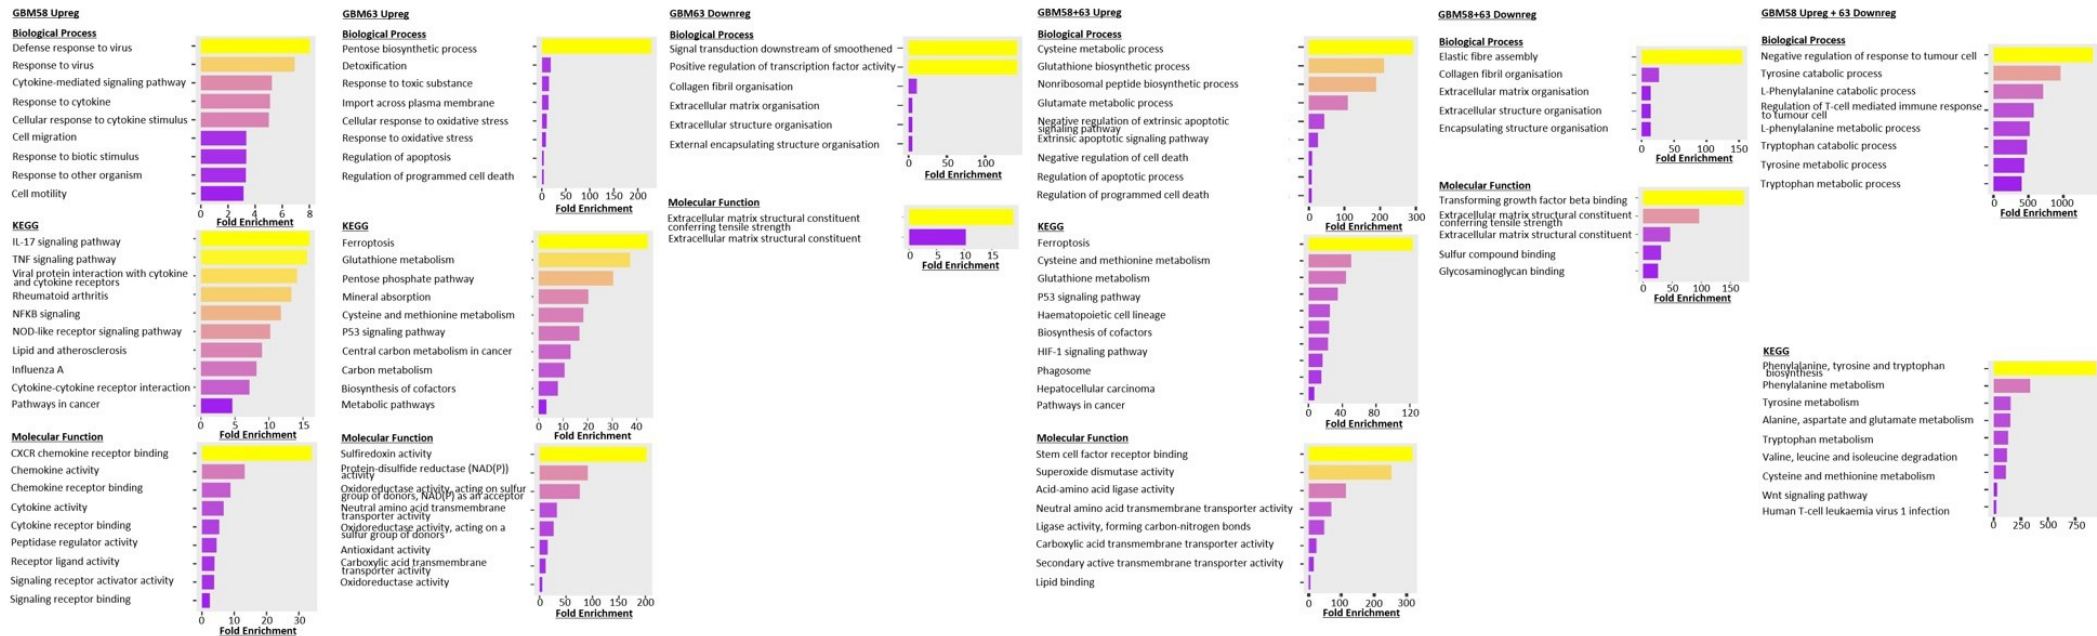 GBM58 Upreg
Biological Process
Defense response to virus
Response to virus
Cytokine-mediated signaling pathway
Response to cytokine
Cellular response to cytokine stimulus
Cell migration
Response to biotic stimulus
Response to other organism
Cell motility
0 2 4 6 8
Fold Enrichment
KEGG
IL-17 signaling pathway
TNF signaling pathway
Viral protein interaction with cytokine
and cytokine receptors
Rheumatoid arthritis
NFKB signaling
NOD-like receptor signaling pathway
Lipid and atherosclerosis
Influenza A
Cytokine-cytokine receptor interaction
Pathways in cancer
0 5 10 15
Fold Enrichment
Molecular Function
CXCR chemokine receptor binding
Chemokine activity
Chemokine receptor binding
Cytokine activity
Cytokine receptor binding
Peptidase regulator activity
Receptor ligand activity
Signaling receptor activator activity
Signaling receptor binding
0 10 20 30
Fold Enrichment
GBM63 Upreg
Biological Process
Pentose biosynthetic process
Detoxification
Response to toxic substance
Import across plasma membrane
Cellular response to oxidative stress
Response to oxidative stress
Regulation of apoptosis
Regulation of programmed cell death
0 50 100 150 200
Fold Enrichment
KEGG
Ferroptosis
Glutathione metabolism
Pentose phosphate pathway
Mineral absorption
Cysteine and methionine metabolism
P53 signaling pathway
Central carbon metabolism in cancer
Carbon metabolism
Biosynthesis of cofactors
Metabolic pathways
0 10 20 30 40
Fold Enrichment
Molecular Function
Sulfiredoxin activity
Protein-disulfide reductase (NAD(P))
activity
Oxidoreductase activity, acting on sulfur
group of donors, NAD(P) as an acceptor
Neutral amino acid transmembrane
transporter activity
Oxidoreductase activity, acting on a
sulfur group of donors
Antioxidant activity
Carboxylic acid transmembrane
transporter activity
Oxidoreductase activity
0 50 100 150 200
Fold Enrichment
GBM63 Downreg
Biological Process
Signal transduction downstream of smoothened
Positive regulation of transcription factor activity
Collagen fibril organisation
Extracellular matrix organisation
Extracellular structure organisation
External encapsulating structure organisation
0 50 100
Fold Enrichment
Molecular Function
Extracellular matrix structural constituent
conferring tensile strength
Extracellular matrix structural constituent
0 5 10 15
Fold Enrichment
GBM58+63 Upreg
Biological Process
Cysteine metabolic process
Glutathione biosynthetic process
Nonribosomal peptide biosynthetic process
Glutamate metabolic process
Negative regulation of extrinsic apoptotic
signaling pathway
Extrinsic apoptotic signaling pathway
Negative regulation of cell death
Regulation of apoptotic process
Regulation of programmed cell death
0 100 200 300
Fold Enrichment
KEGG
Ferroptosis
Cysteine and methionine metabolism
Glutathione metabolism
P53 signaling pathway
Haematopoietic cell lineage
Biosynthesis of cofactors
HIF-1 signaling pathway
Phagosome
Hepatocellular carcinoma
Pathways in cancer
0 40 80 120
Fold Enrichment
Molecular Function
Stem cell factor receptor binding
Superoxide dismutase activity
Acid-amino acid ligase activity
Neutral amino acid transmembrane transporter activity
Ligase activity, forming carbon-nitrogen bonds
Carboxylic acid transmembrane transporter activity
Secondary active transmembrane transporter activity
Lipid binding
0 100 200 300
Fold Enrichment
GBM58+63 Downreg
Biological Process
Elastic fibre assembly
Collagen fibril organisation
Extracellular matrix organisation
Extracellular structure organisation
Encapsulating structure organisation
0 50 100 150
Fold Enrichment
Molecular Function
Transforming growth factor beta binding
Extracellular matrix structural constituent
conferring tensile strength
Extracellular matrix structural constituent
Sulfur compound binding
Glycosaminoglycan binding
0 50 100 150
Fold Enrichment
GBM58 Upreg + 63 Downreg
Biological Process
Negative regulation of response to tumour cell
Tyrosine catabolic process
L-Phenylalanine catabolic process
Regulation of T-cell mediated immune response
to tumour cell
L-phenylalanine metabolic process
Tryptophan catabolic process
Tyrosine metabolic process
Tryptophan metabolic process
0 500 1000
Fold Enrichment
KEGG
Phenylalanine, tyrosine and tryptophan
biosynthesis
Phenylalanine metabolism
Tyrosine metabolism
Alanine, aspartate and glutamate metabolism
Tryptophan metabolism
Valine, leucine and isoleucine degradation
Cysteine and methionine metabolism
Wnt signaling pathway
Human T-cell leukaemia virus 1 infection
0 250 500 750
Fold Enrichment